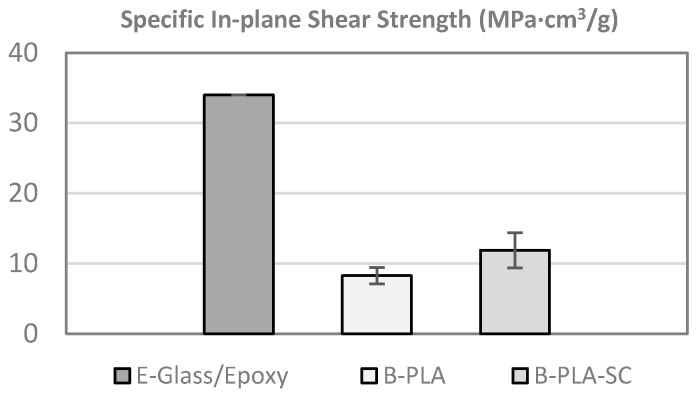 Specific In-plane Shear Strength (MPa·cm³/g)
40
30
20
10
0
E-Glass/Epoxy B-PLA B-PLA-SC